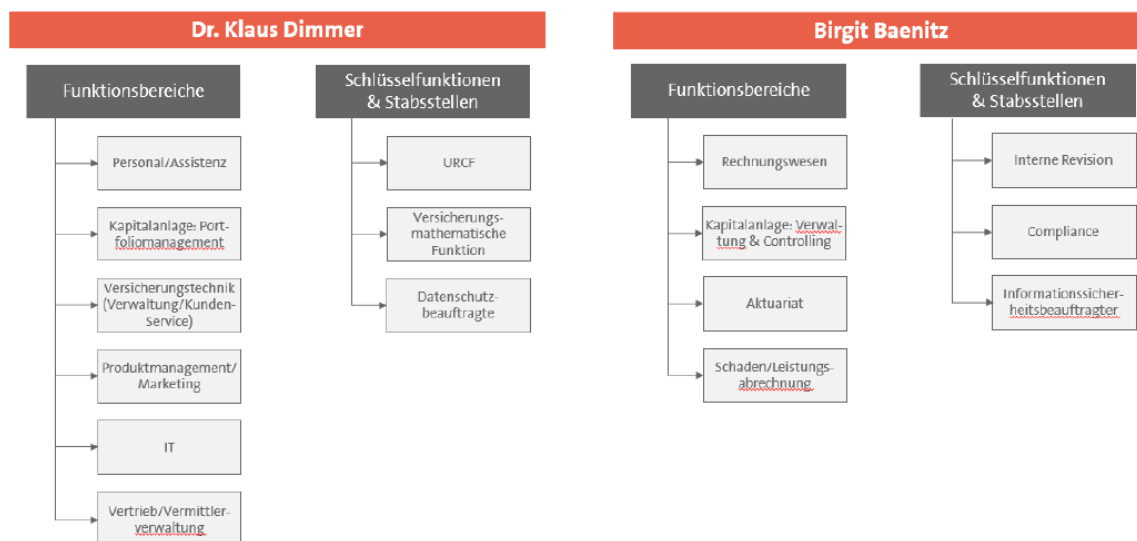 Dr. Klaus Dimmer
Funktionsbereiche
Personal/Assistenz
Kapitalanlage: Port-
foliomanagement
Versicherungstechnik
(Verwaltung/Kunden-
Service)
Produktmanagement/
Marketing
IT
Vertrieb/Vermittler-
verwaltung
Schlüsselfunktionen
& Stabsstellen
URCF
Versicherungs-
mathematische
Funktion
Datenschutz-
beauftragte
Birgit Baenitz
Funktionsbereiche
Rechnungswesen
Kapitalanlage: Verwal-
tung & Controlling
Aktuariat
Schaden/Leistungs-
abrechnung
Schlüsselfunktionen
& Stabsstellen
Interne Revision
Compliance
Informationssicher-
heitsbeauftragter